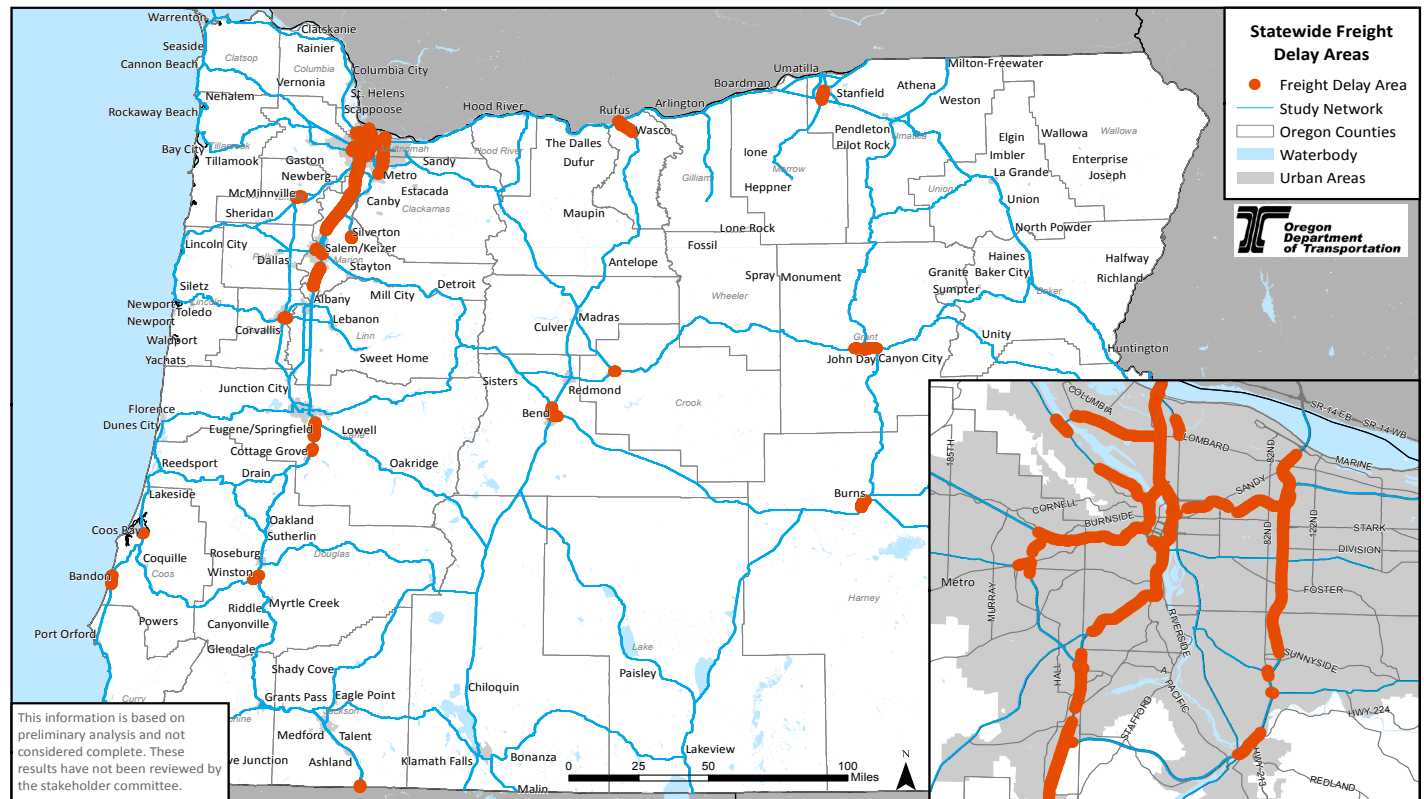 Warrenton
Clatskanie
Seaside
Rainier
Clatsop
Cannon Beach
Columbia
Columbia City
Vernonia
St. Helens
Nehalem
Scappoose
Rockaway Beach
Hood River
Rufus
Arlington
Boardman
Umatilla
Milton-Freewater
Athena
Stanfield
Weston
Wasco
Bay City
Tillamook
Tillamook
Gaston
Multnomah
Sandy
Hood River
The Dalles
Dufur
Pendleton
Pilot Rock
Umatilla
Elgin
Wallowa
Wallowa
Imbler
Enterprise
La Grande
Joseph
Newberg
Metro
McMinnville
Estacada
Canby
Clackamas
Ione
Morrow
Heppner
Gilliam
Union
Union
Sheridan
Maupin
Lone Rock
North Powder
Silverton
Lincoln City
Salem/Keizer
Dallas
Marion
Stayton
Fossil
Antelope
Haines
Halfway
Baker City
Granite
Richland
Sumpter
Baker
Siletz
Detroit
Mill City
Spray
Monument
Wheeler
Newport
Lincoln
Toledo
Albany
Newport
Corvallis
Lebanon
Linn
Culver
Madras
Waldport
Yachats
Sweet Home
Grant
John Day
Canyon City
Unity
Huntington
Junction City
Sisters
Redmond
Crook
Florence
Dunes City
Bend
Eugene/Springfield
Lowell
Lane
Cottage Grove
Reedsport
Drain
Oakridge
Lakeside
Burns
Coos Bay
Oakland
Sutherlin
Coquille
Roseburg
Douglas
Bandon
Coos
Winston
Harney
Riddle
Myrtle Creek
Powers
Canyonville
Port Orford
Glendale
Lake
Shady Cove
Paisley
Curry
Grants Pass
Eagle Point
Chiloquin
Jackson
Medford
Talent
Ashland
Klamath Falls
Bonanza
Lakeview
Malin
phine
ve Junction
0 25 50 100
Miles
N
This information is based on
preliminary analysis and not
considered complete. These
results have not been reviewed by
the stakeholder committee.
Statewide Freight
Delay Areas
Freight Delay Area
Study Network
Oregon Counties
Waterbody
Urban Areas
Oregon
Department
of Transportation
COLUMBIA
SR-14 EB
SR-14 WB
LOMBARD
MARINE
185TH
82ND
SANDY
CORNELL
BURNSIDE
82ND
122ND
STARK
DIVISION
Metro
MURRAY
FOSTER
RIVERSIDE
HALL
SUNNYSIDE
A
PACIFIC
STAFFORD
HWY 224
HWY 213
REDLAND